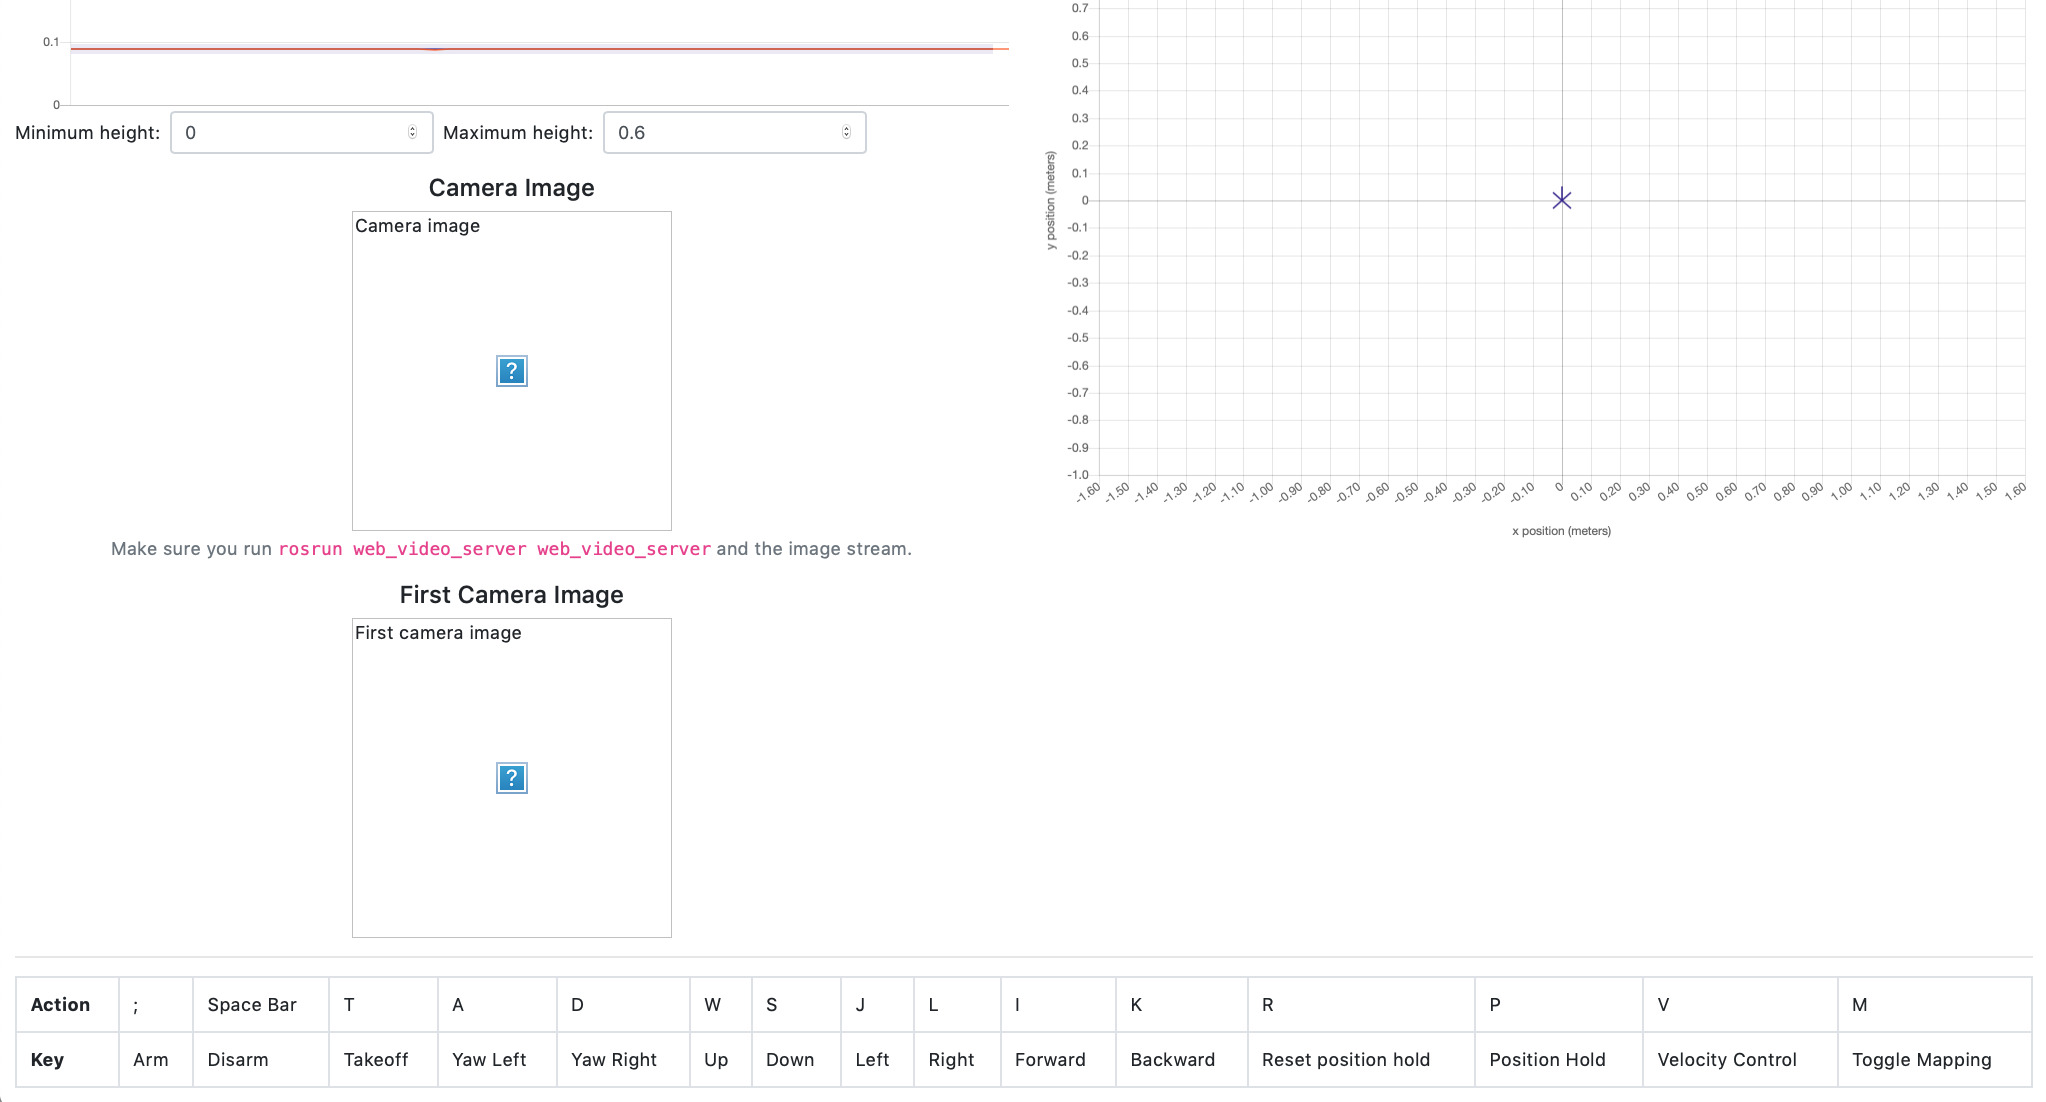 0.1
0
Minimum height: 0 Maximum height: 0.6
Camera Image
Camera image
?
Make sure you run rosrun web_video_server web_video_server and the image stream.
First Camera Image
First camera image
?
0.7
0.6
0.5
0.4
0.3
0.2
0.1
0
-0.1
-0.2
-0.3
-0.4
-0.5
-0.6
-0.7
-0.8
-0.9
-1.0
y position (meters)
-1.60 -1.50 -1.40 -1.30 -1.20 -1.10 -1.00 -0.90 -0.80 -0.70 -0.60 -0.50 -0.40 -0.30 -0.20 -0.10 0 0.10 0.20 0.30 0.40 0.50 0.60 0.70 0.80 0.90 1.00 1.10 1.20 1.30 1.40 1.50 1.60
x position (meters)
Action ; Space Bar T A D W S J L I K R P V M
Key Arm Disarm Takeoff Yaw Left Yaw Right Up Down Left Right Forward Backward Reset position hold Position Hold Velocity Control Toggle Mapping